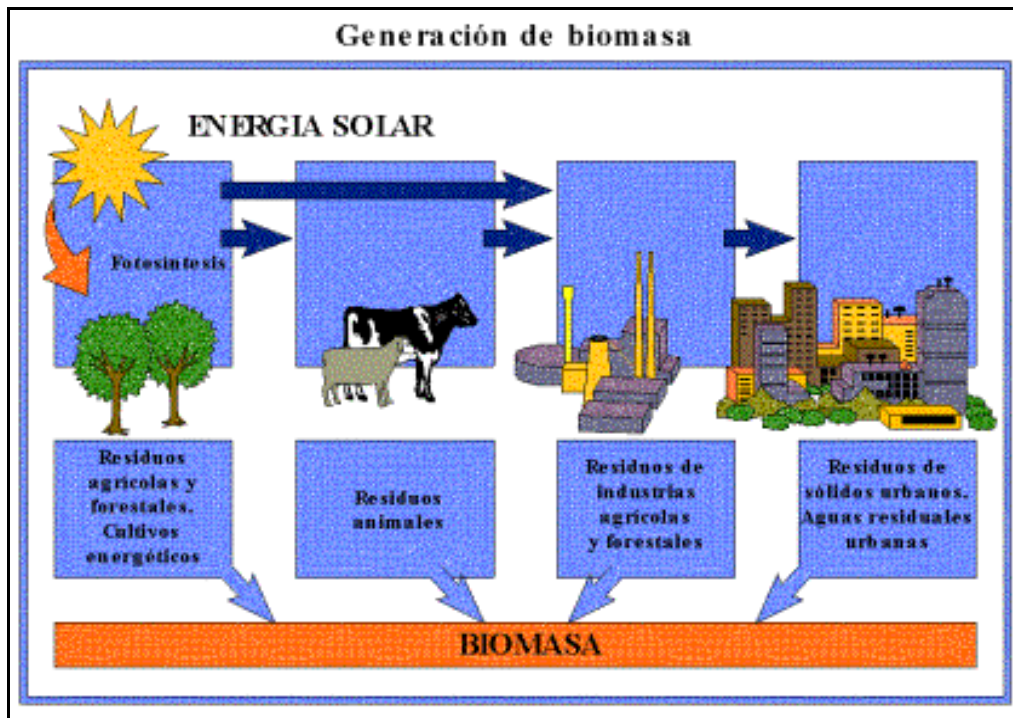 Generación de biomasa
ENERGIA SOLAR
Fotosíntesis
Residuos
agrícolas y
forestales.
Cultivos
energéticos
Residuos
animales
Residuos de
industrias
agrícolas
y forestales
Residuos de
sólidos urbanos.
Aguas residuales
urbanas
BIOMASA